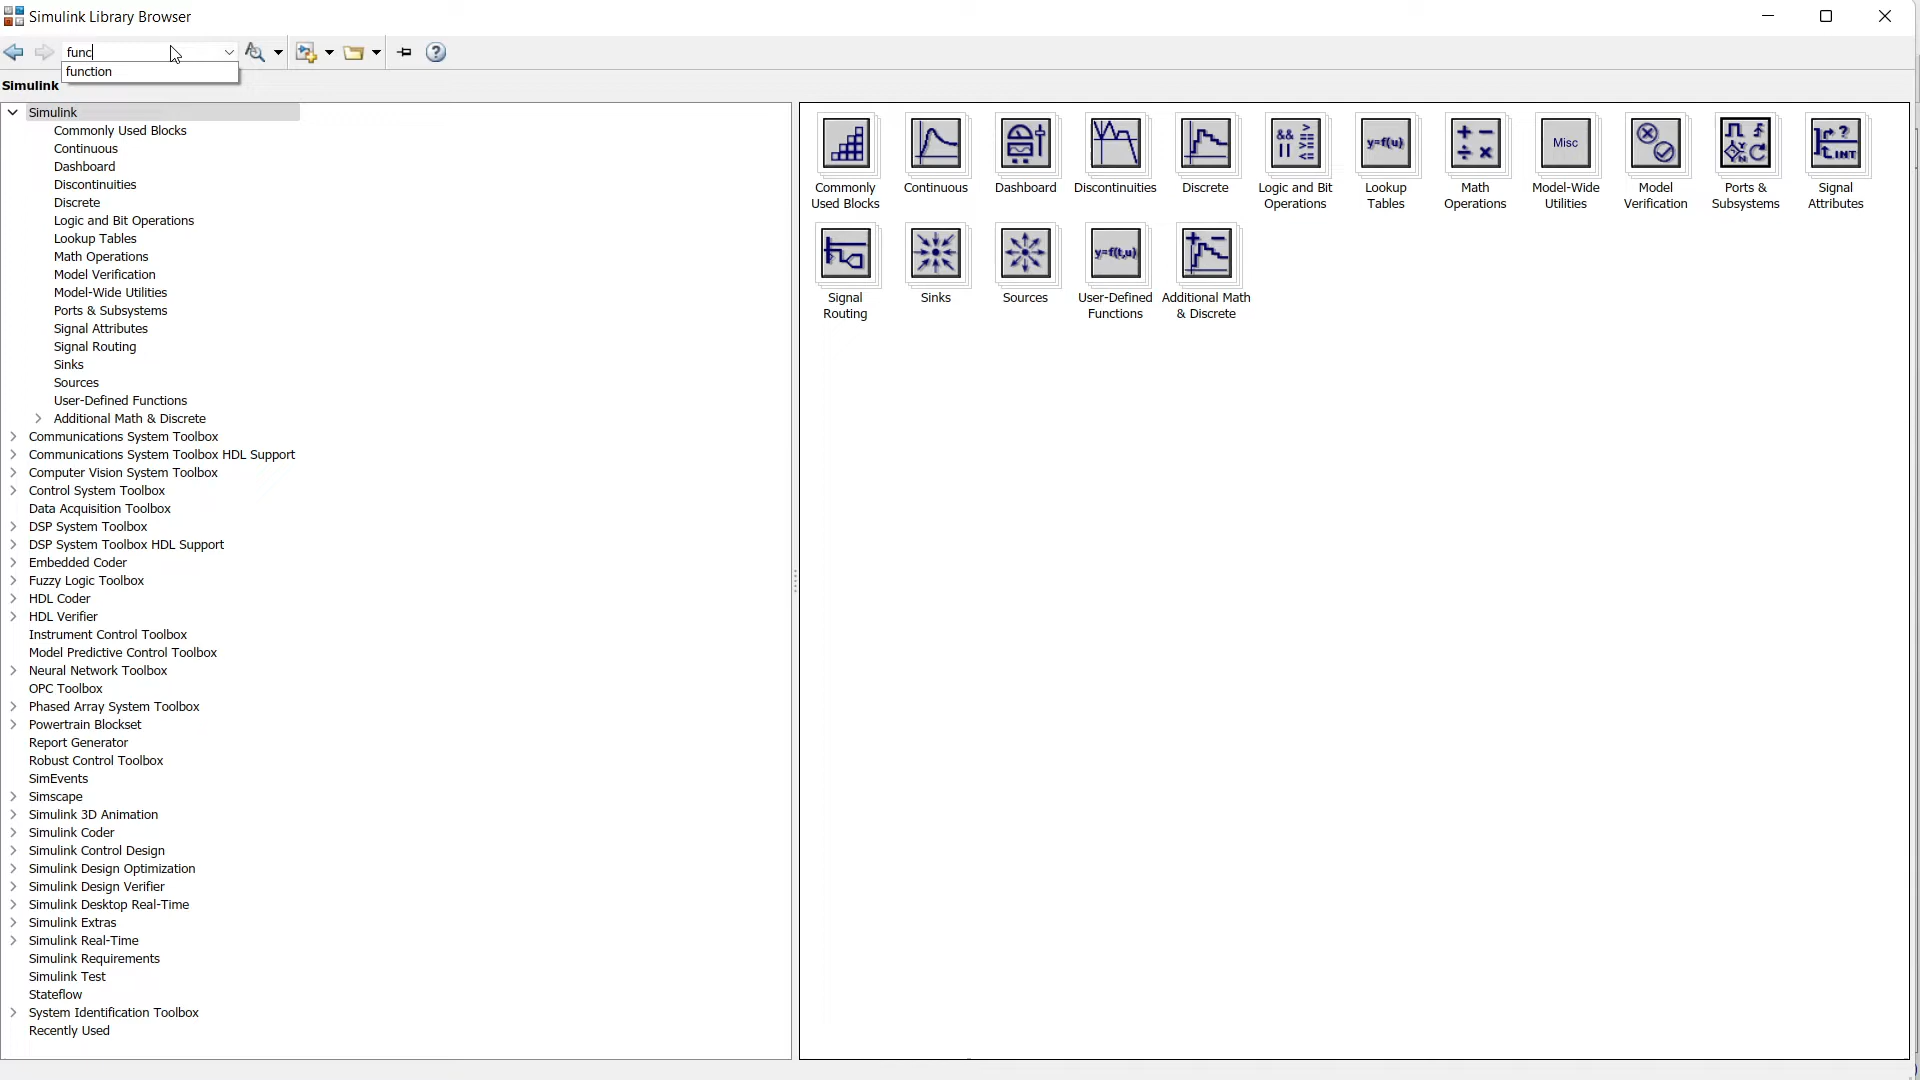 Simulink Library Browser
func
function
Simulink
Simulink
Commonly Used Blocks
Continuous
Dashboard
Discontinuities
Discrete
Logic and Bit Operations
Lookup Tables
Math Operations
Model Verification
Model-Wide Utilities
Ports & Subsystems
Signal Attributes
Signal Routing
Sinks
Sources
User-Defined Functions
Additional Math & Discrete
Communications System Toolbox
Communications System Toolbox HDL Support
Computer Vision System Toolbox
Control System Toolbox
Data Acquisition Toolbox
DSP System Toolbox
DSP System Toolbox HDL Support
Embedded Coder
Fuzzy Logic Toolbox
HDL Coder
HDL Verifier
Instrument Control Toolbox
Model Predictive Control Toolbox
Neural Network Toolbox
OPC Toolbox
Phased Array System Toolbox
Powertrain Blockset
Report Generator
Robust Control Toolbox
SimEvents
Simscape
Simulink 3D Animation
Simulink Coder
Simulink Control Design
Simulink Design Optimization
Simulink Design Verifier
Simulink Desktop Real-Time
Simulink Extras
Simulink Real-Time
Simulink Requirements
Simulink Test
Stateflow
System Identification Toolbox
Recently Used
&& > || >= <=
y=f(u)
+ − ÷ ×
Misc
Y N
? INT
Commonly Used Blocks
Continuous
Dashboard
Discontinuities
Discrete
Logic and Bit Operations
Lookup Tables
Math Operations
Model-Wide Utilities
Model Verification
Ports & Subsystems
Signal Attributes
y=f(t,u)
+ −
Signal Routing
Sinks
Sources
User-Defined Functions
Additional Math & Discrete